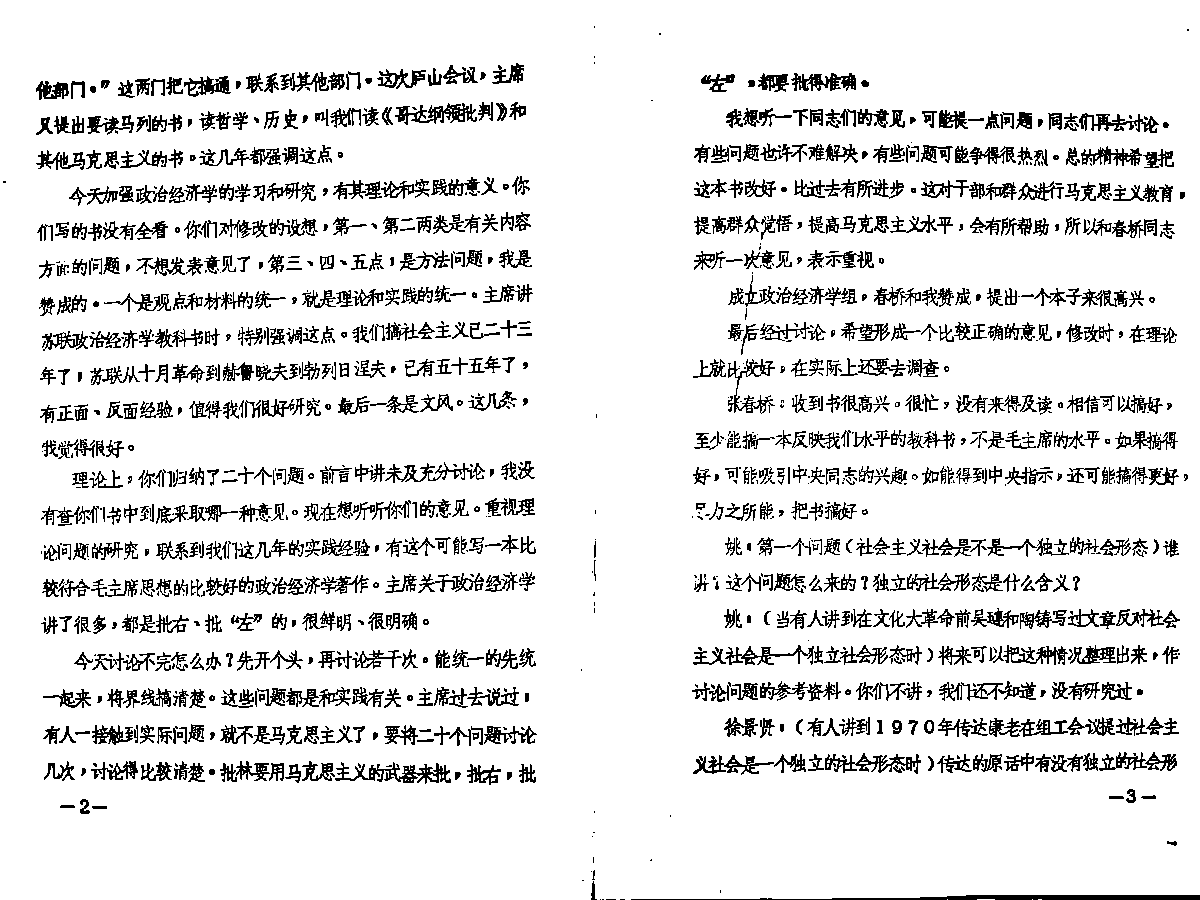 他部门。”这两门把它搞通，联系到其他部门。这次庐山会议，主席
又提出要读马列的书，读哲学、历史，叫我们读《哥达纲领批判》和
其他马克思主义的书。这几年都强调这点。
今天加强政治经济学的学习和研究，有其理论和实践的意义。你
们写的书没有全看。你们对修改的设想，第一、第二两类是有关内容
方面的问题，不想发表意见了，第三、四、五点，是方法问题，我是
赞成的。一个是观点和材料的统一，就是理论和实践的统一。主席讲
苏联政治经济学教科书时，特别强调这点。我们搞社会主义已二十三
年了，苏联从十月革命到赫鲁晓夫到勃列日涅夫，已有五十五年了，
有正面、反面经验，值得我们很好研究。最后一条是文风。这几条，
我觉得很好。
理论上，你们归纳了二十个问题。前言中讲未及充分讨论，我没
有查你们书中到底采取哪一种意见。现在想听听你们的意见。重视理
论问题的研究，联系到我们这几年的实践经验，有这个可能写一本比
较符合毛主席思想的比较好的政治经济学著作。主席关于政治经济学
讲了很多，都是批右、批“左”的，很鲜明、很明确。
今天讨论不完怎么办？先开个头，再讨论若干次。能统一的先统
一起来，将界线搞清楚。这些问题都是和实践有关。主席过去说过，
有人一接触到实际问题，就不是马克思主义了，要将二十个问题讨论
几次，讨论得比较清楚。批林要用马克思主义的武器来批，批右，批
—2—
“左”，都要批得准确。
我想听一下同志们的意见，可能提一点问题，同志们再去讨论。
有些问题也许不难解决，有些问题可能争得很热烈。总的精神希望把
这本书改好。比过去有所进步。这对干部和群众进行马克思主义教育，
提高群众觉悟，提高马克思主义水平，会有所帮助，所以和春桥同志
来听一次意见，表示重视。
成立政治经济学组，春桥和我赞成，提出一个本子来很高兴。
最后经过讨论，希望形成一个比较正确的意见，修改时，在理论
上就比较好，在实际上还要去调查。
张春桥：收到书很高兴。很忙，没有来得及读。相信可以搞好，
至少能搞一本反映我们水平的教科书，不是毛主席的水平。如果搞得
好，可能吸引中央同志的兴趣。如能得到中央指示，还可能搞得更好，
尽力之所能，把书搞好。
姚：第一个问题（社会主义社会是不是一个独立的社会形态）谁
讲？这个问题怎么来的？独立的社会形态是什么含义？
姚：（当有人讲到在文化大革命前吴琏和陶铸写过文章反对社会
主义社会是一个独立社会形态时）将来可以把这种情况整理出来，作
讨论问题的参考资料。你们不讲，我们还不知道，没有研究过。
徐景贤：（有人讲到1970年传达康老在组工会议提过社会主
义社会是一个独立的社会形态时）传达的原话中有没有独立的社会形
—3—